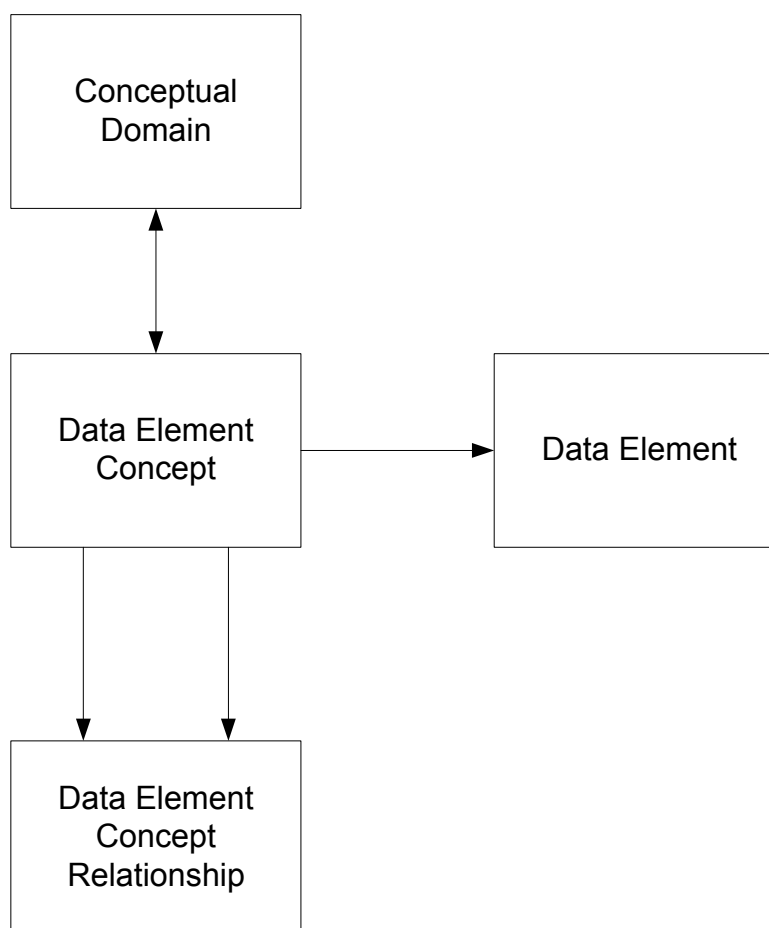 Conceptual
Domain
Data Element
Concept
Data Element
Data Element
Concept
Relationship